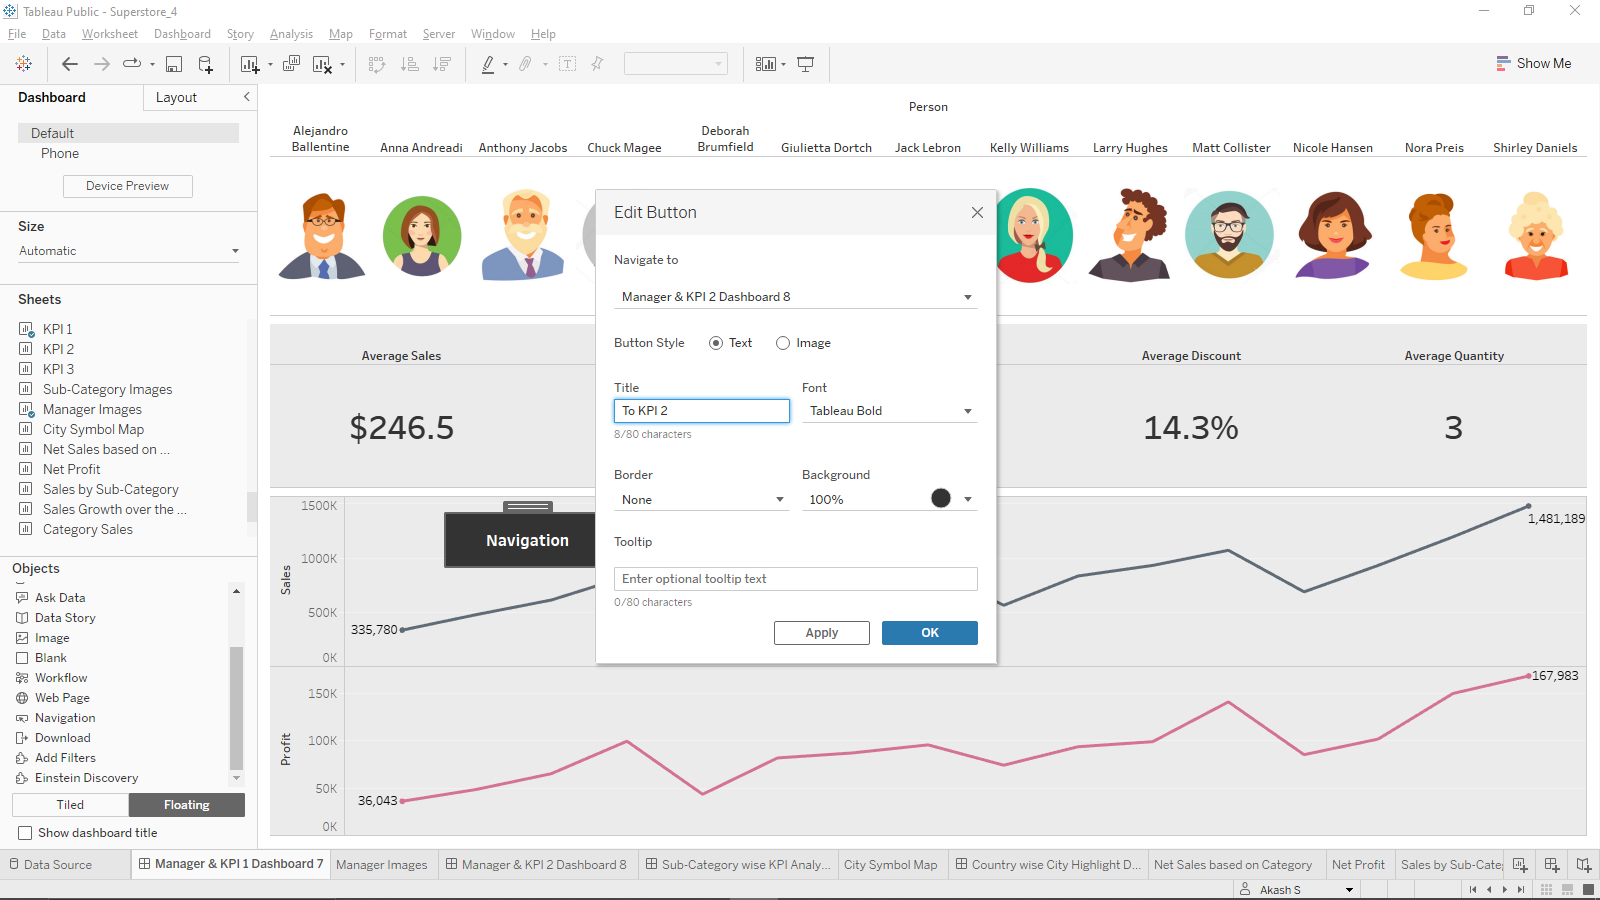 Tableau Public - Superstore_4
File Data Worksheet Dashboard Story Analysis Map Format Server Window Help
Show Me
Dashboard
Layout
Default
Phone
Device Preview
Size
Automatic
Sheets
KPI 1
KPI 2
KPI 3
Sub-Category Images
Manager Images
City Symbol Map
Net Sales based on ...
Net Profit
Sales by Sub-Category
Sales Growth over the ...
Category Sales
Objects
Ask Data
Data Story
Image
Blank
Workflow
Web Page
Navigation
Download
Add Filters
Einstein Discovery
Tiled
Floating
Show dashboard title
Person
Alejandro Ballentine
Anna Andreadi
Anthony Jacobs
Chuck Magee
Deborah Brumfield
Giulietta Dortch
Jack Lebron
Kelly Williams
Larry Hughes
Matt Collister
Nicole Hansen
Nora Preis
Shirley Daniels
Average Sales
$246.5
Average Discount
14.3%
Average Quantity
3
Edit Button
Navigate to
Manager & KPI 2 Dashboard 8
Button Style
Text
Image
Title
Font
To KPI 2
Tableau Bold
8/80 characters
Border
Background
None
100%
Tooltip
Enter optional tooltip text
0/80 characters
Apply
OK
Navigation
Sales
1500K
1000K
500K
0K
335,780
1,481,189
Profit
150K
100K
50K
0K
36,043
167,983
Data Source
Manager & KPI 1 Dashboard 7
Manager Images
Manager & KPI 2 Dashboard 8
Sub-Category wise KPI Analy...
City Symbol Map
Country wise City Highlight D...
Net Sales based on Category
Net Profit
Sales by Sub-Cate
Akash S